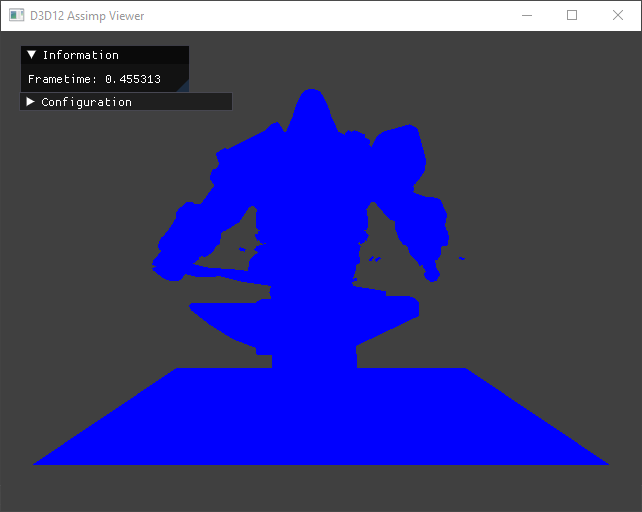 D3D12 Assimp Viewer
Information
Frametime: 0.455313
Configuration